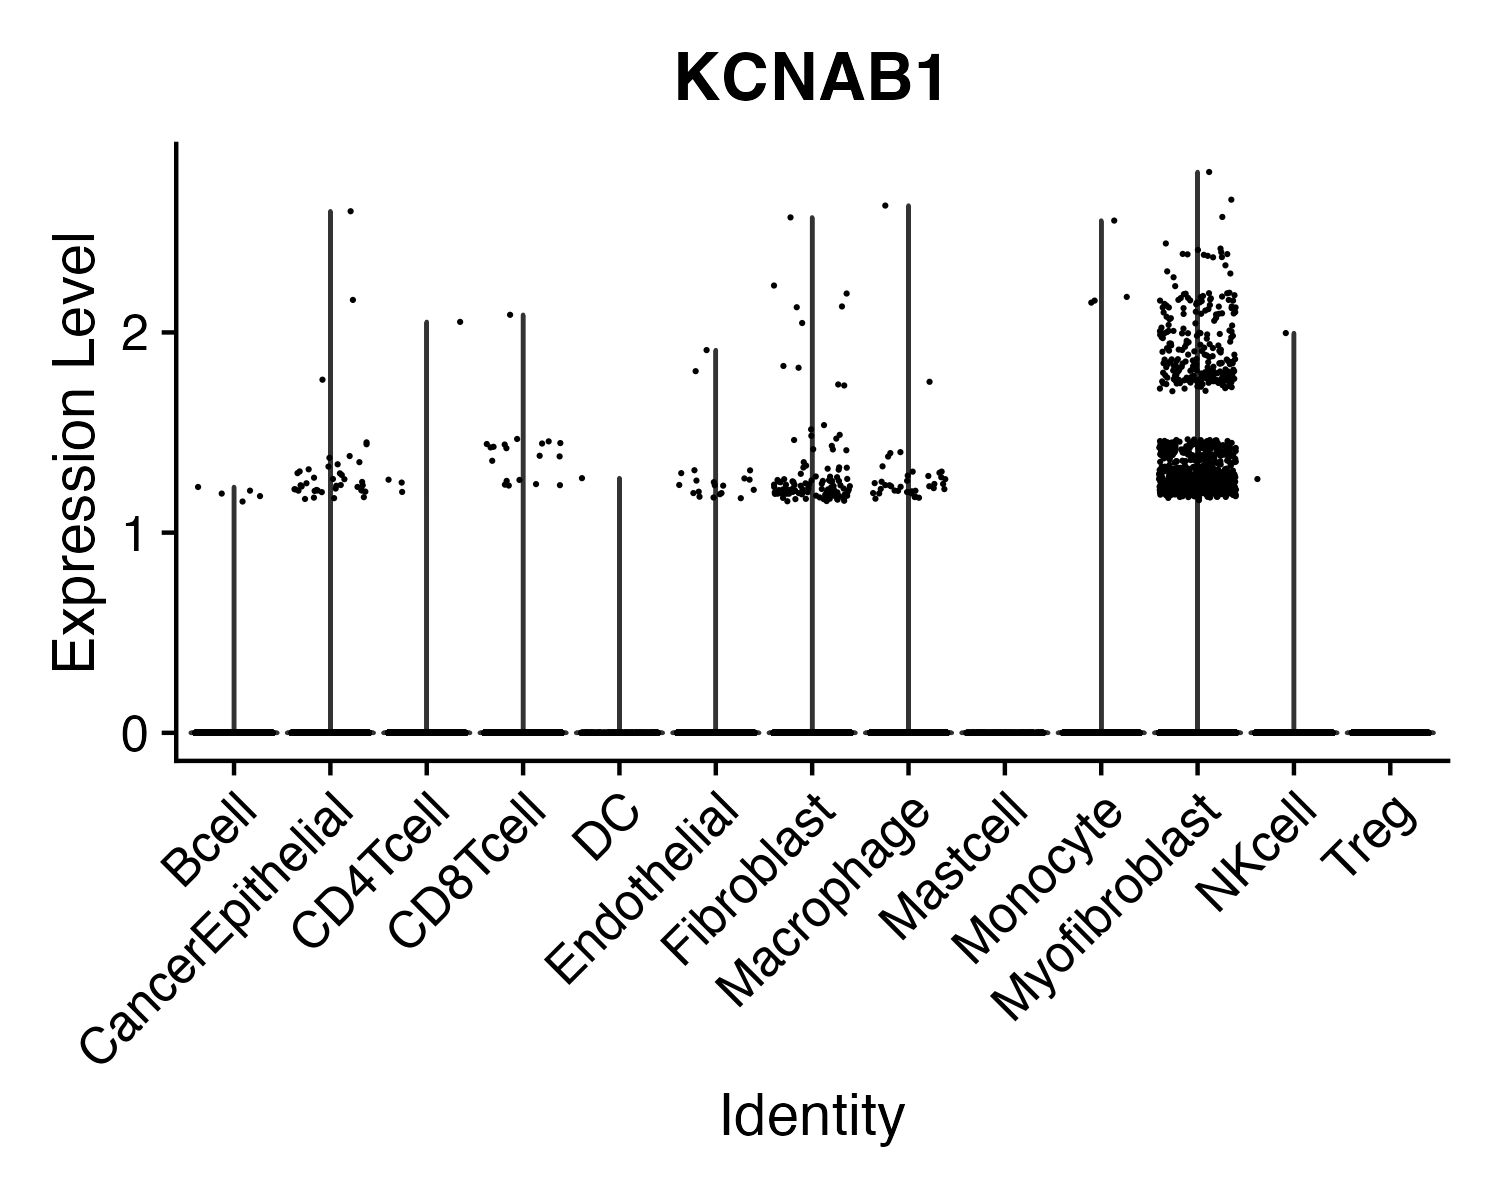 KCNAB1
Expression Level
2
1
0
Bcell
CancerEpithelial
CD4Tcell
CD8Tcell
DC
Endothelial
Fibroblast
Macrophage
Mastcell
Monocyte
Myofibroblast
NKcell
Treg
Identity